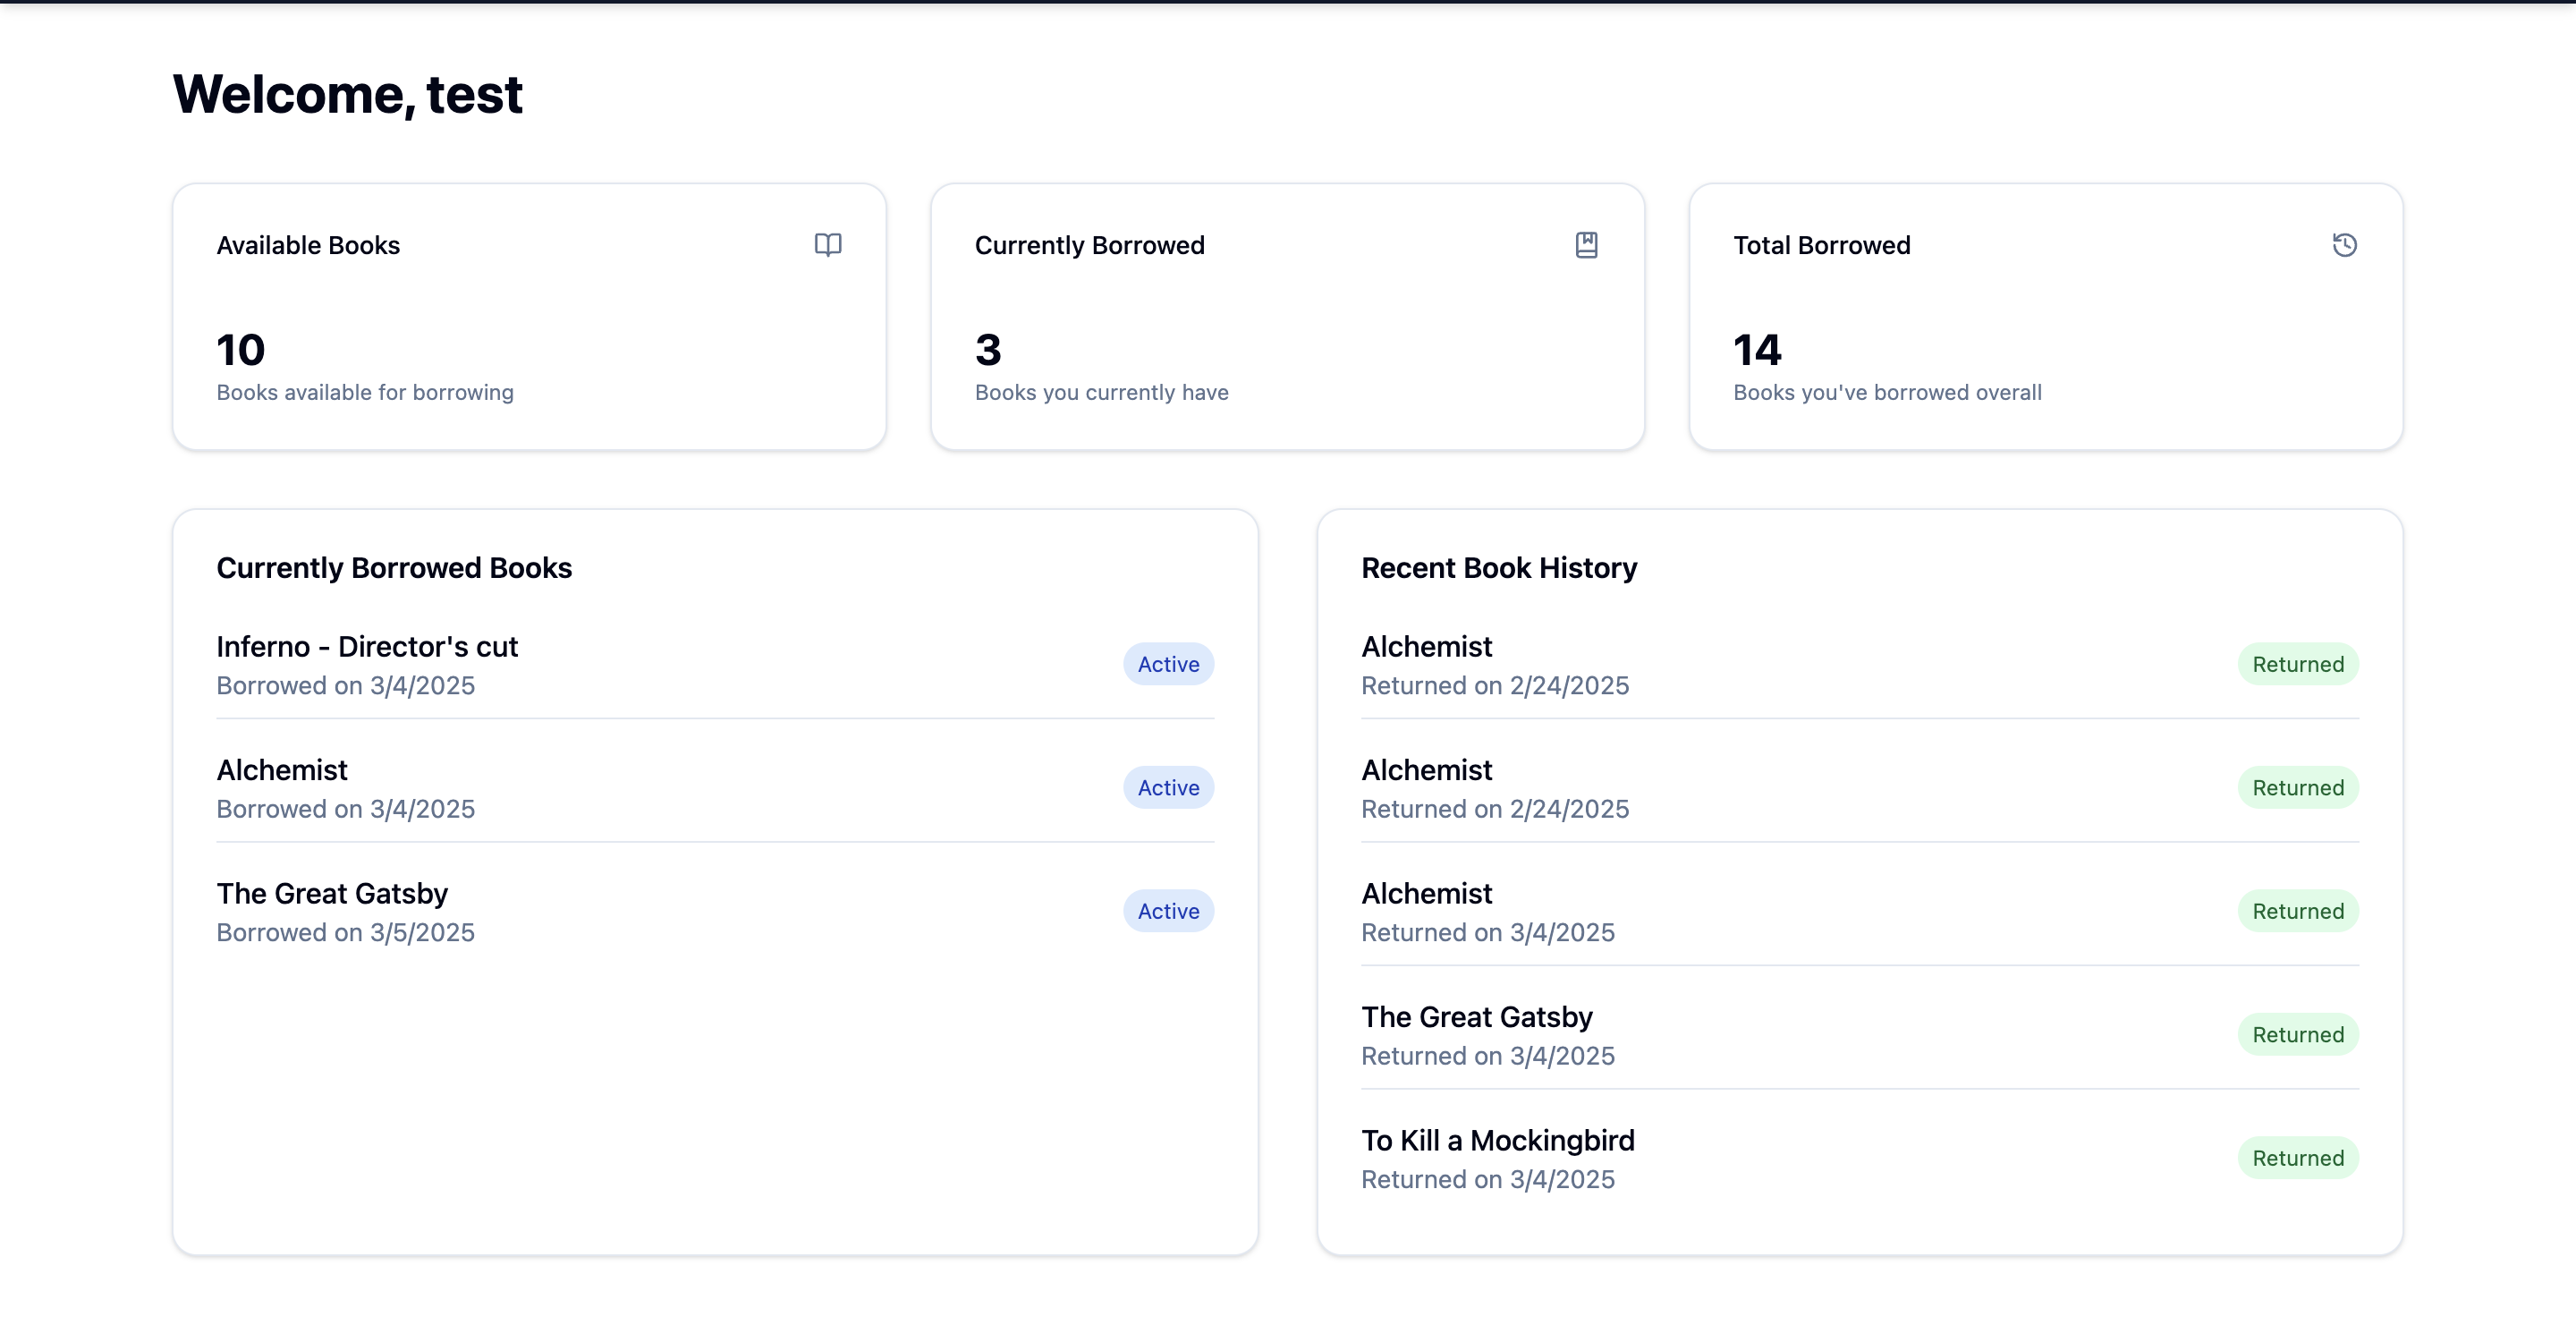 Welcome, test
Available Books
10
Books available for borrowing
Currently Borrowed
3
Books you currently have
Total Borrowed
14
Books you've borrowed overall
Currently Borrowed Books
Inferno - Director's cut
Borrowed on 3/4/2025
Active
Alchemist
Borrowed on 3/4/2025
Active
The Great Gatsby
Borrowed on 3/5/2025
Active
Recent Book History
Alchemist
Returned on 2/24/2025
Returned
Alchemist
Returned on 2/24/2025
Returned
Alchemist
Returned on 3/4/2025
Returned
The Great Gatsby
Returned on 3/4/2025
Returned
To Kill a Mockingbird
Returned on 3/4/2025
Returned